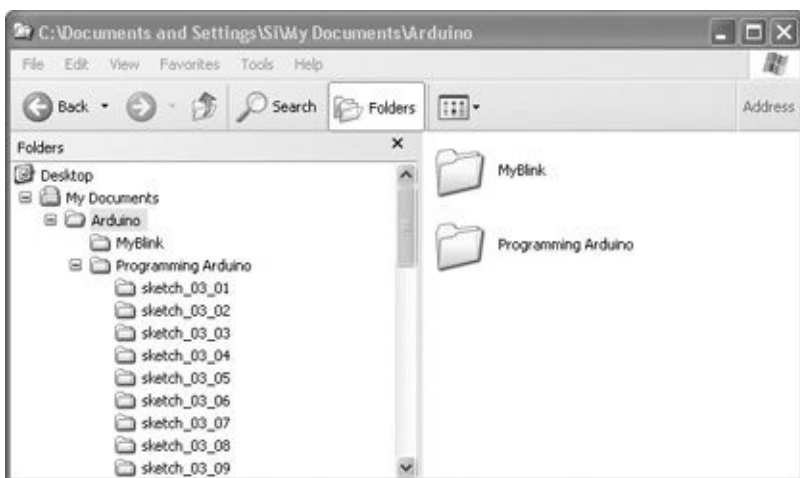 C:\Documents and Settings\Si\My Documents\Arduino
File Edit View Favorites Tools Help
Back Search Folders Address
Folders
Desktop
My Documents
Arduino
MyBlink
Programming Arduino
sketch_03_01
sketch_03_02
sketch_03_03
sketch_03_04
sketch_03_05
sketch_03_06
sketch_03_07
sketch_03_08
sketch_03_09
MyBlink
Programming Arduino